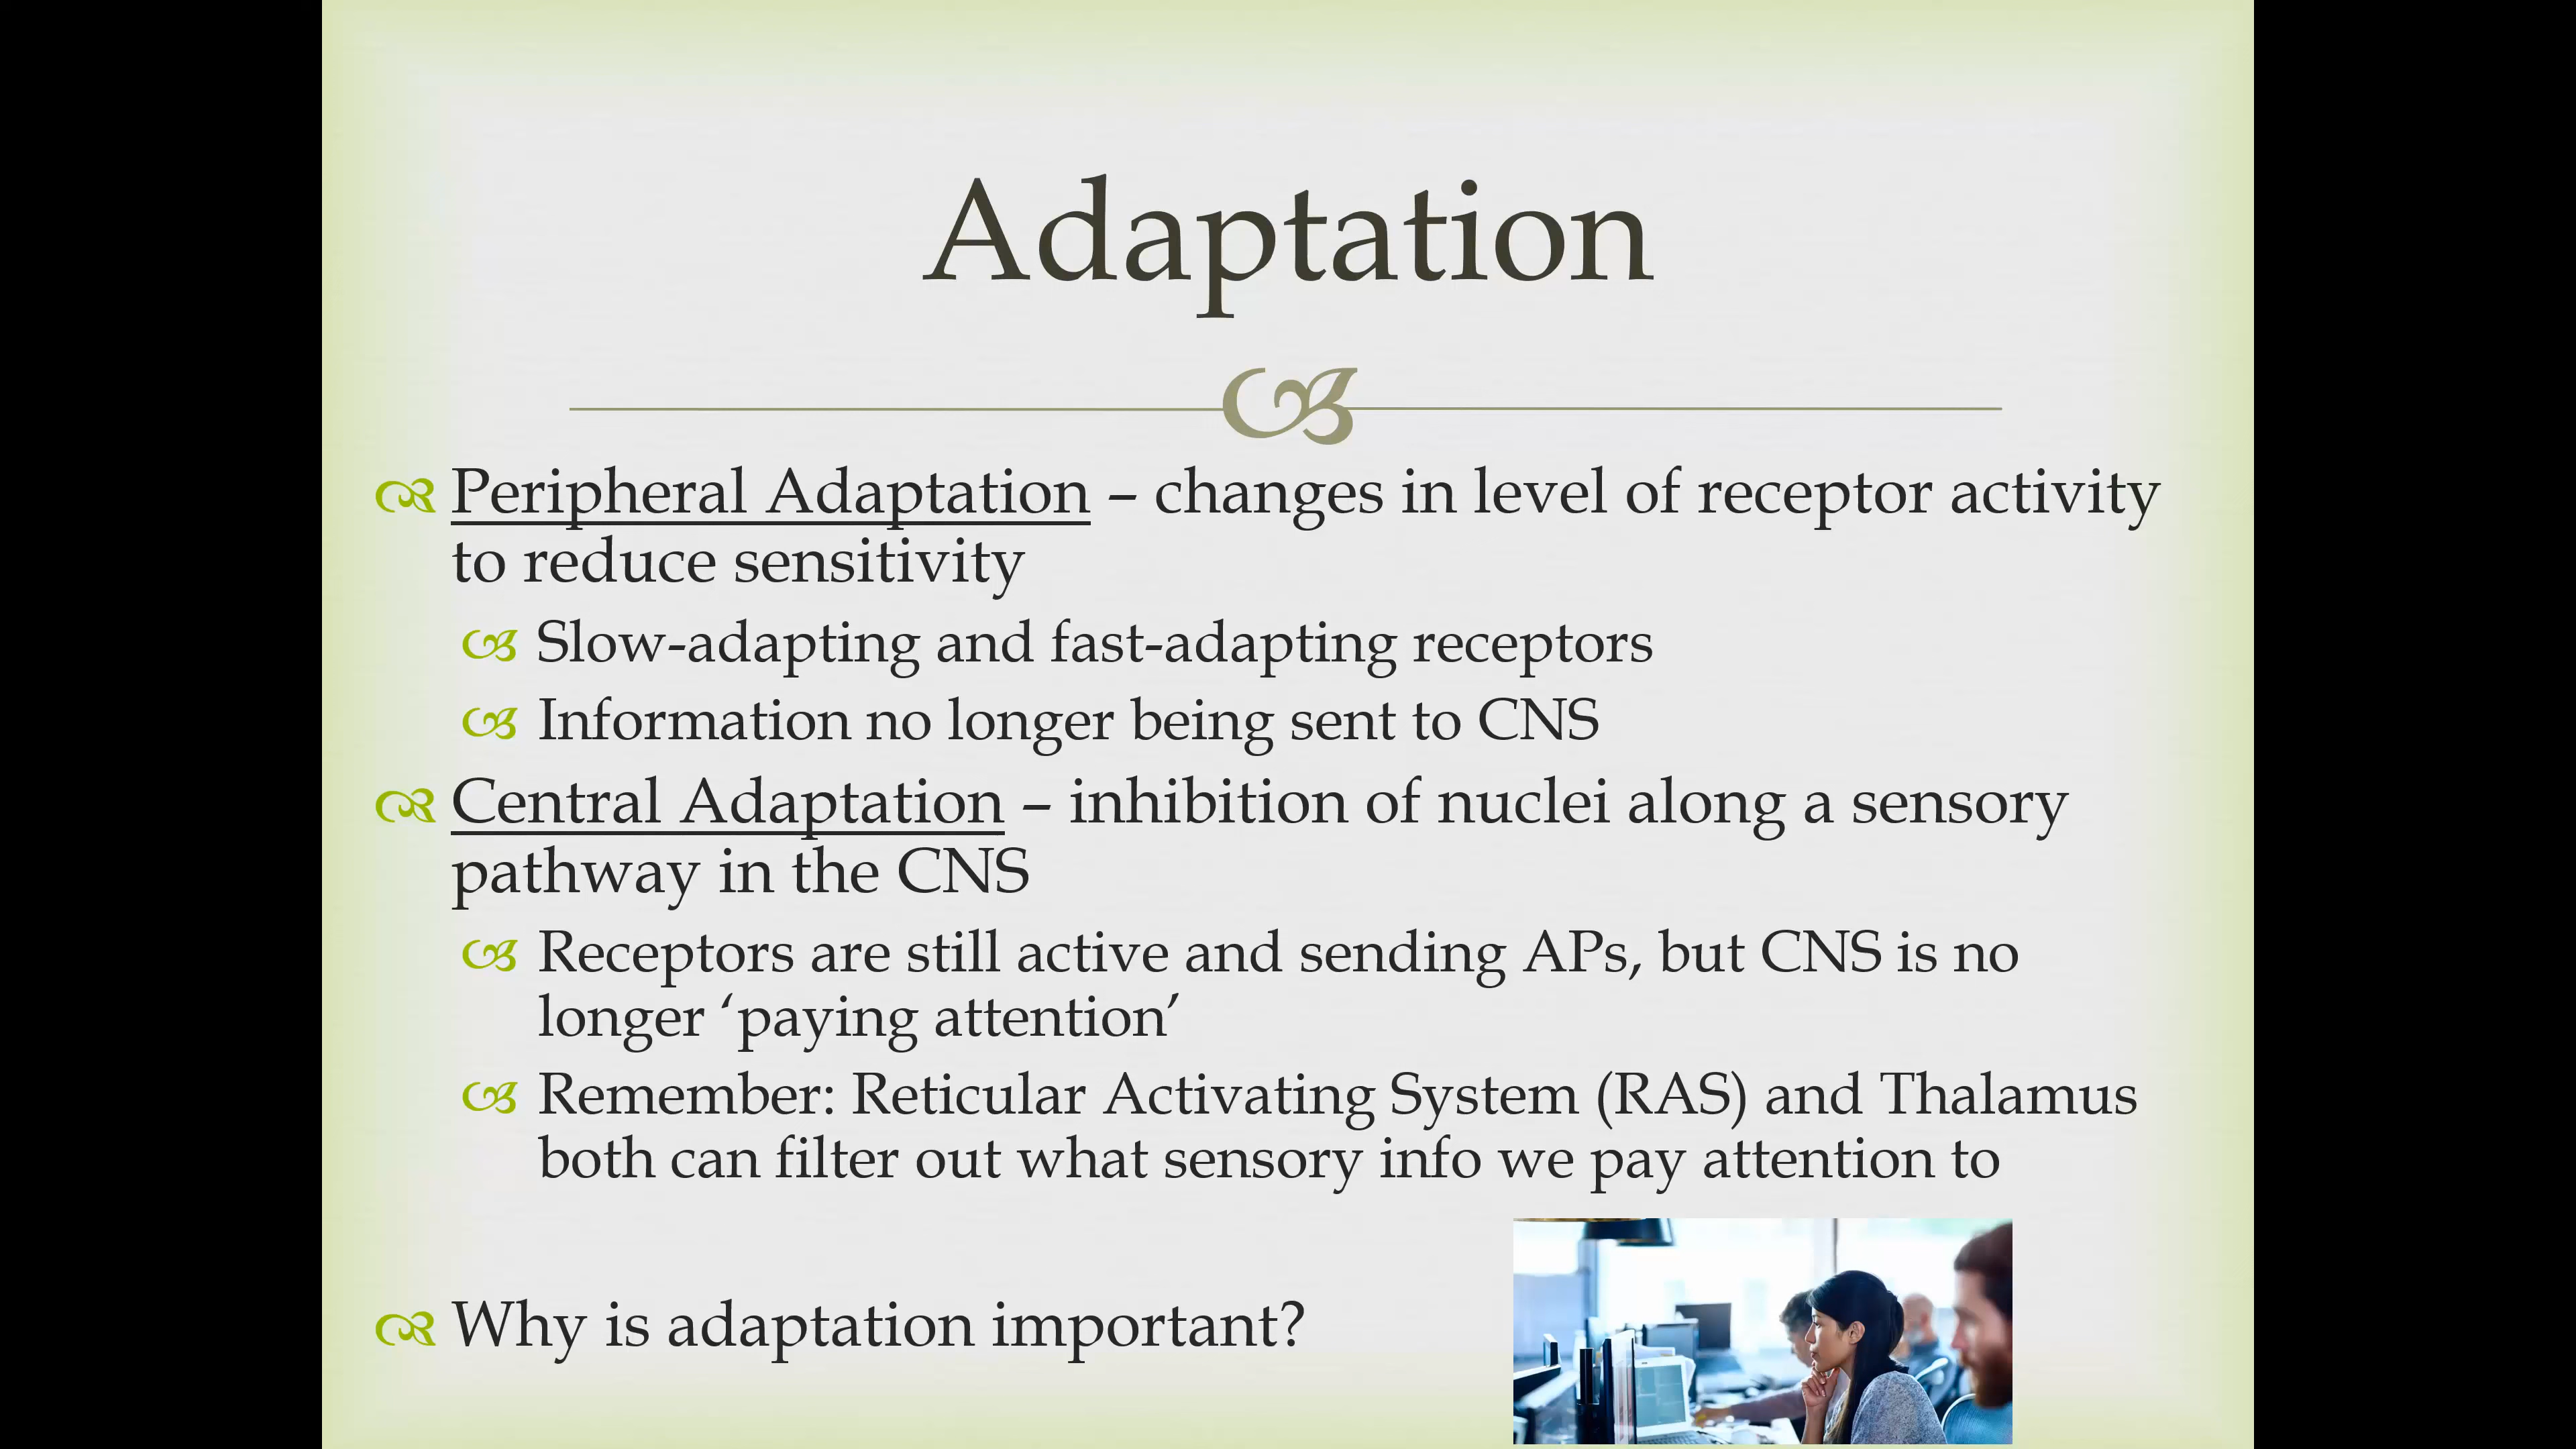 Adaptation
Peripheral Adaptation – changes in level of receptor activity
to reduce sensitivity
Slow-adapting and fast-adapting receptors
Information no longer being sent to CNS
Central Adaptation – inhibition of nuclei along a sensory
pathway in the CNS
Receptors are still active and sending APs, but CNS is no
longer ‘paying attention’
Remember: Reticular Activating System (RAS) and Thalamus
both can filter out what sensory info we pay attention to
Why is adaptation important?